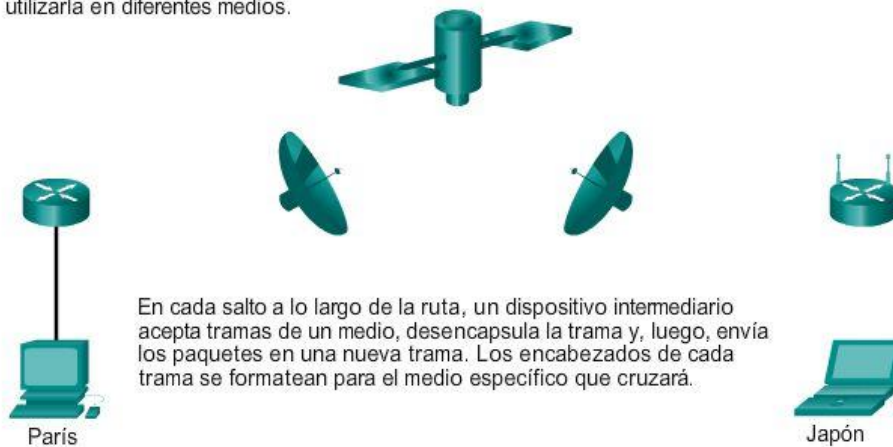 utilizarla en diferentes medios.
En cada salto a lo largo de la ruta, un dispositivo intermediario
acepta tramas de un medio, desencapsula la trama y, luego, envía
los paquetes en una nueva trama. Los encabezados de cada
trama se formatean para el medio específico que cruzará.
París
Japón